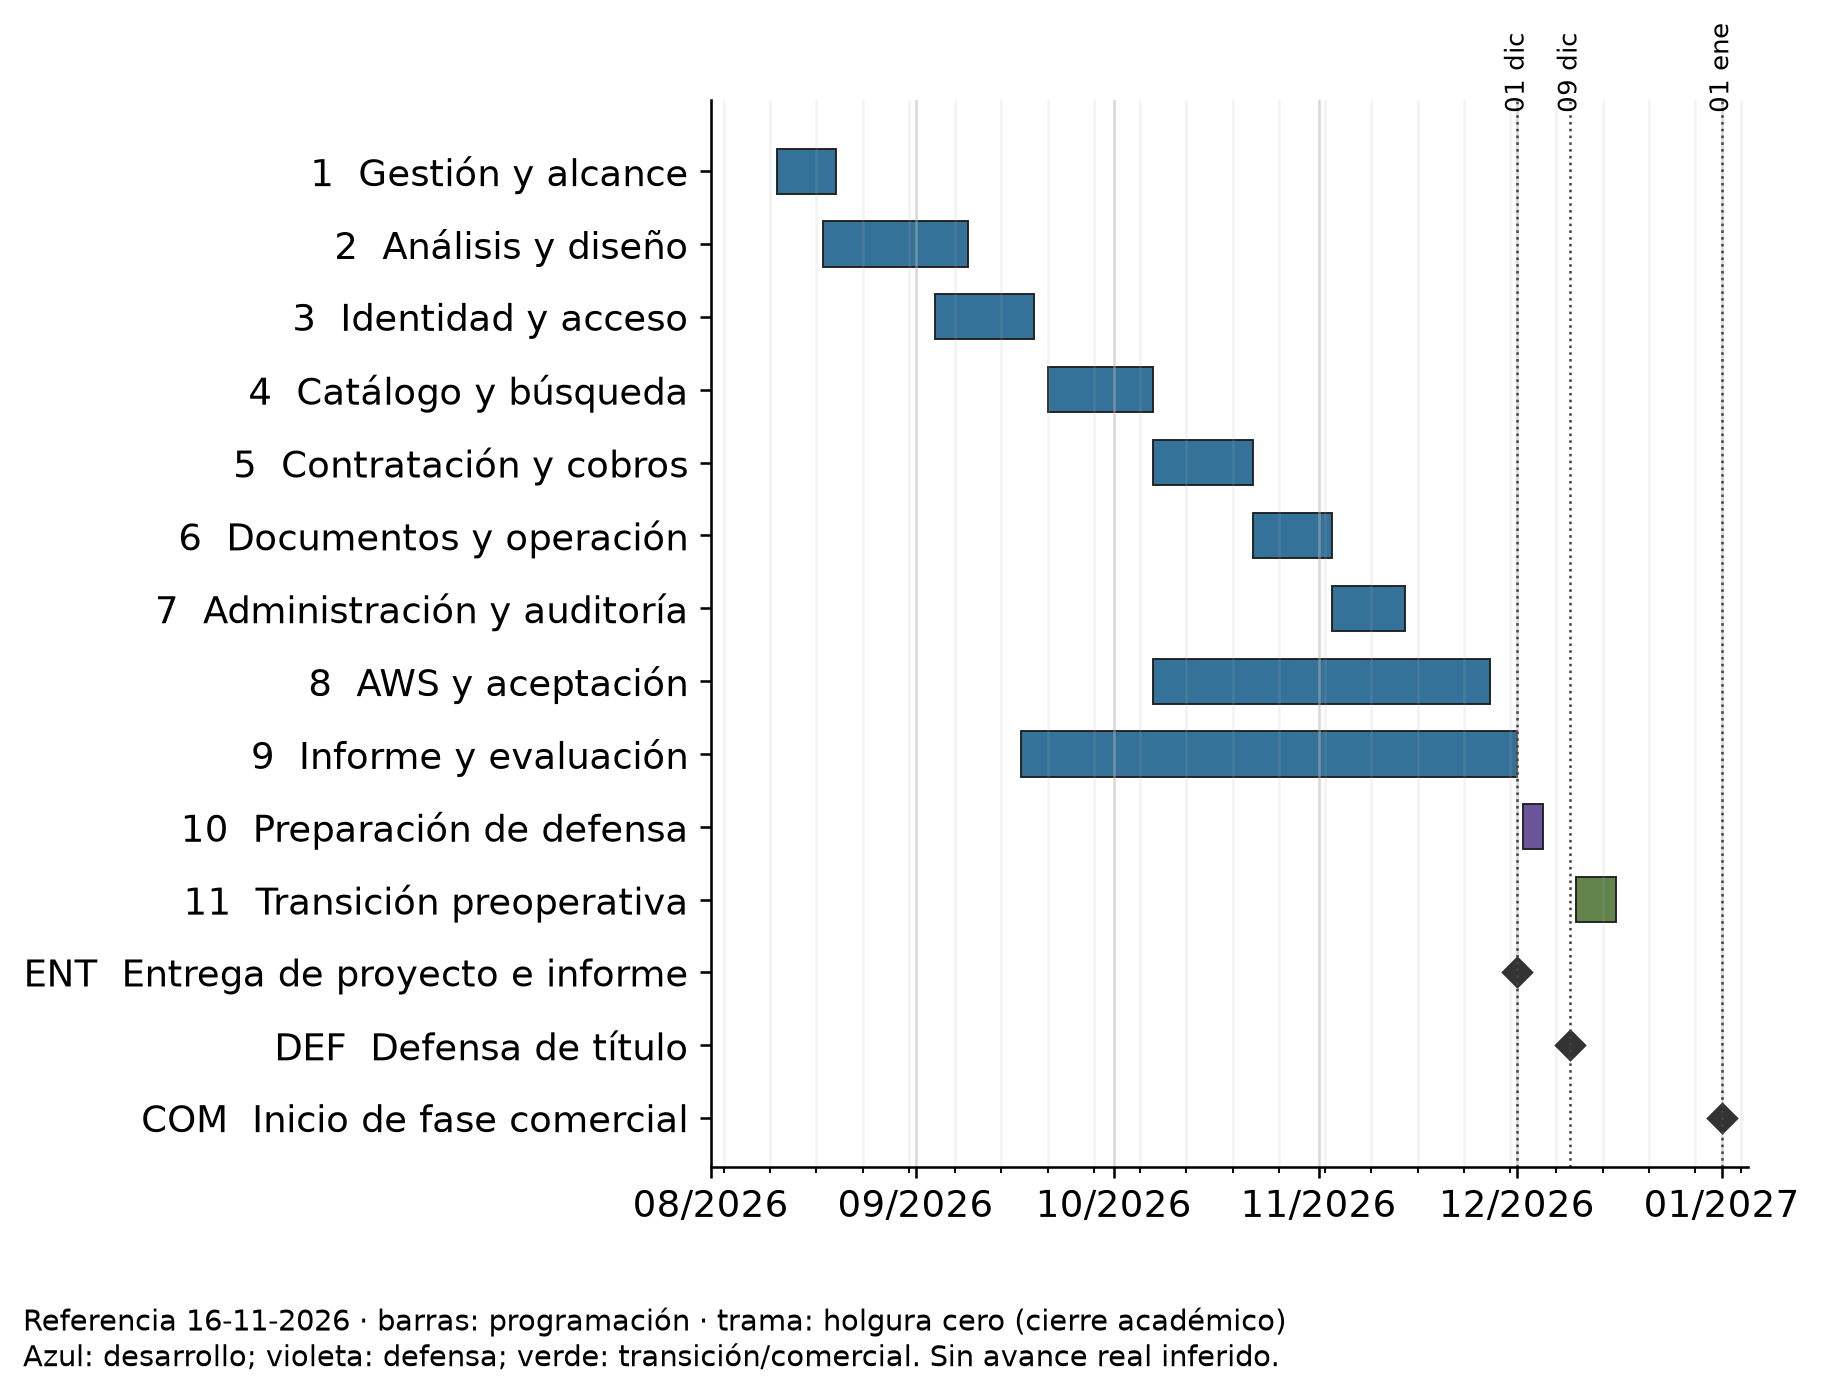 01 dic
09 dic
01 ene
1 Gestión y alcance
2 Análisis y diseño
3 Identidad y acceso
4 Catálogo y búsqueda
5 Contratación y cobros
6 Documentos y operación
7 Administración y auditoría
8 AWS y aceptación
9 Informe y evaluación
10 Preparación de defensa
11 Transición preoperativa
ENT Entrega de proyecto e informe
DEF Defensa de título
COM Inicio de fase comercial
08/2026
09/2026
10/2026
11/2026
12/2026
01/2027
Referencia 16-11-2026 · barras: programación · trama: holgura cero (cierre académico)
Azul: desarrollo; violeta: defensa; verde: transición/comercial. Sin avance real inferido.